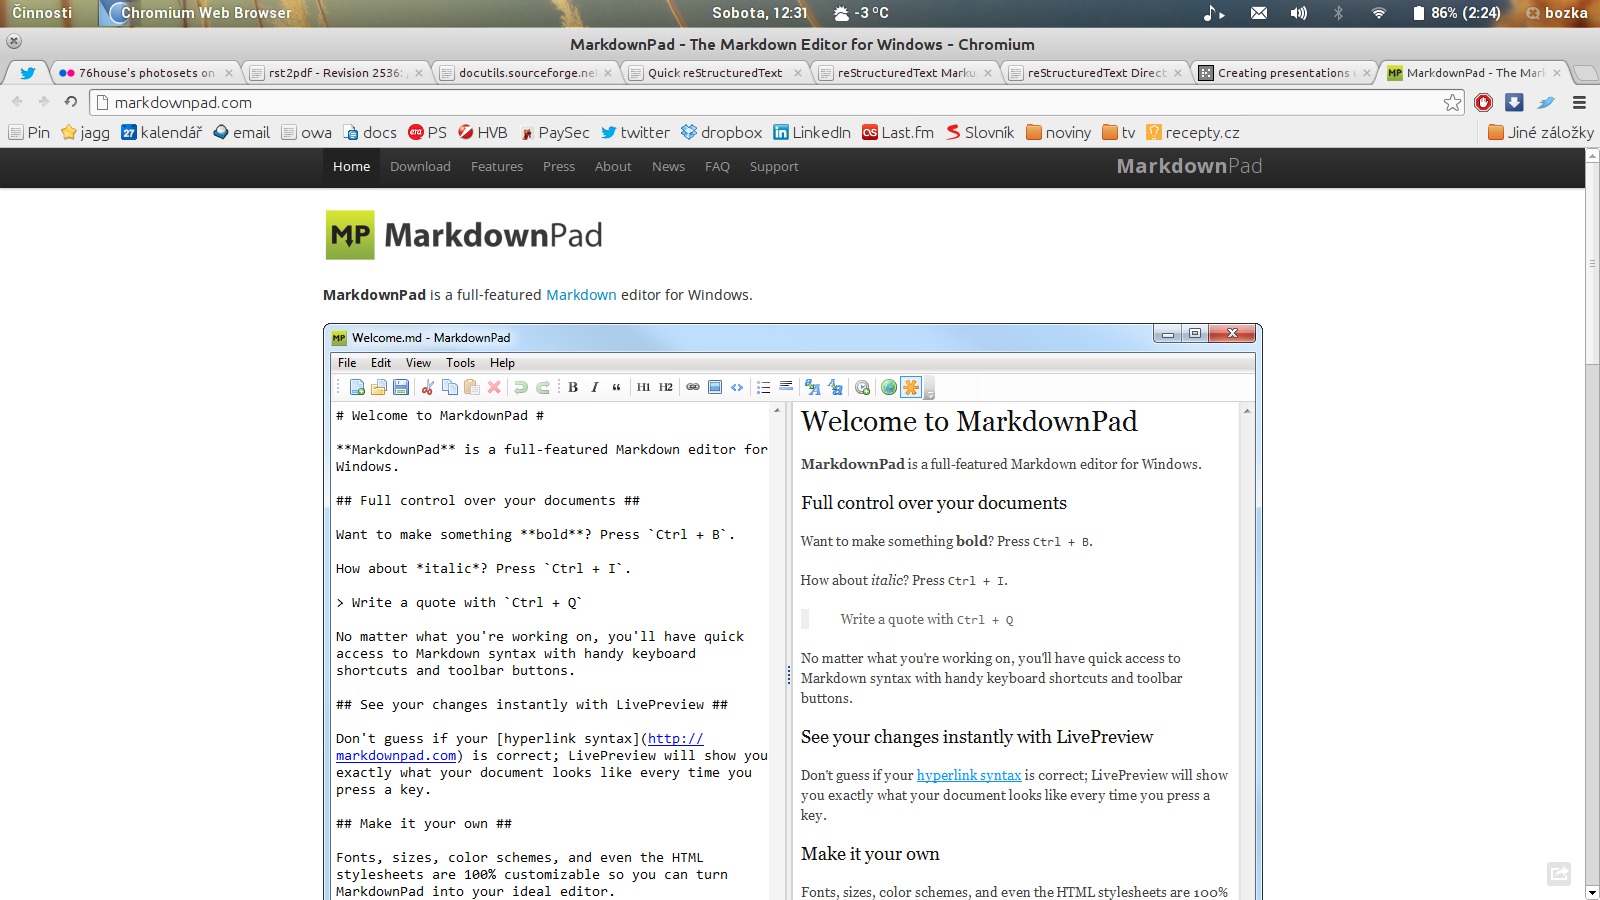 Činnosti
Chromium Web Browser
Sobota, 12:31
-3 °C
86% (2:24)
bozka
MarkdownPad - The Markdown Editor for Windows - Chromium
76house's photosets on
rst2pdf - Revision 2536:
docutils.sourceforge.ne
Quick reStructuredText
reStructuredText Marku
reStructuredText Direct
Creating presentations
MarkdownPad - The Mar
markdownpad.com
Pin
jagg
27
kalendář
email
owa
docs
PS
HVB
PaySec
twitter
dropbox
LinkedIn
Last.fm
Slovník
noviny
tv
recepty.cz
Jiné záložky
Home
Download
Features
Press
About
News
FAQ
Support
MarkdownPad
MP MarkdownPad
MarkdownPad is a full-featured Markdown editor for Windows.
MP Welcome.md - MarkdownPad
File
Edit
View
Tools
Help
B I “ H1 H2
# Welcome to MarkdownPad #
**MarkdownPad** is a full-featured Markdown editor for
Windows.
## Full control over your documents ##
Want to make something **bold**? Press `Ctrl + B`.
How about *italic*? Press `Ctrl + I`.
> Write a quote with `Ctrl + Q`
No matter what you're working on, you'll have quick
access to Markdown syntax with handy keyboard
shortcuts and toolbar buttons.
## See your changes instantly with LivePreview ##
Don't guess if your [hyperlink syntax](http://
markdownpad.com) is correct; LivePreview will show you
exactly what your document looks like every time you
press a key.
## Make it your own ##
Fonts, sizes, color schemes, and even the HTML
stylesheets are 100% customizable so you can turn
MarkdownPad into your ideal editor.
Welcome to MarkdownPad
MarkdownPad is a full-featured Markdown editor for Windows.
Full control over your documents
Want to make something bold? Press Ctrl + B.
How about italic? Press Ctrl + I.
Write a quote with Ctrl + Q
No matter what you're working on, you'll have quick access to
Markdown syntax with handy keyboard shortcuts and toolbar
buttons.
See your changes instantly with LivePreview
Don't guess if your hyperlink syntax is correct; LivePreview will show
you exactly what your document looks like every time you press a
key.
Make it your own
Fonts, sizes, color schemes, and even the HTML stylesheets are 100%